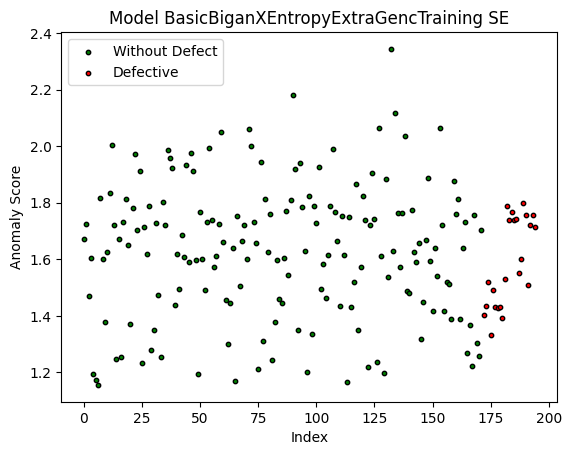 Model BasicBiganXEntropyExtraGencTraining SE
Without Defect
Defective
Anomaly Score
2.4
2.2
2.0
1.8
1.6
1.4
1.2
0 25 50 75 100 125 150 175 200
Index